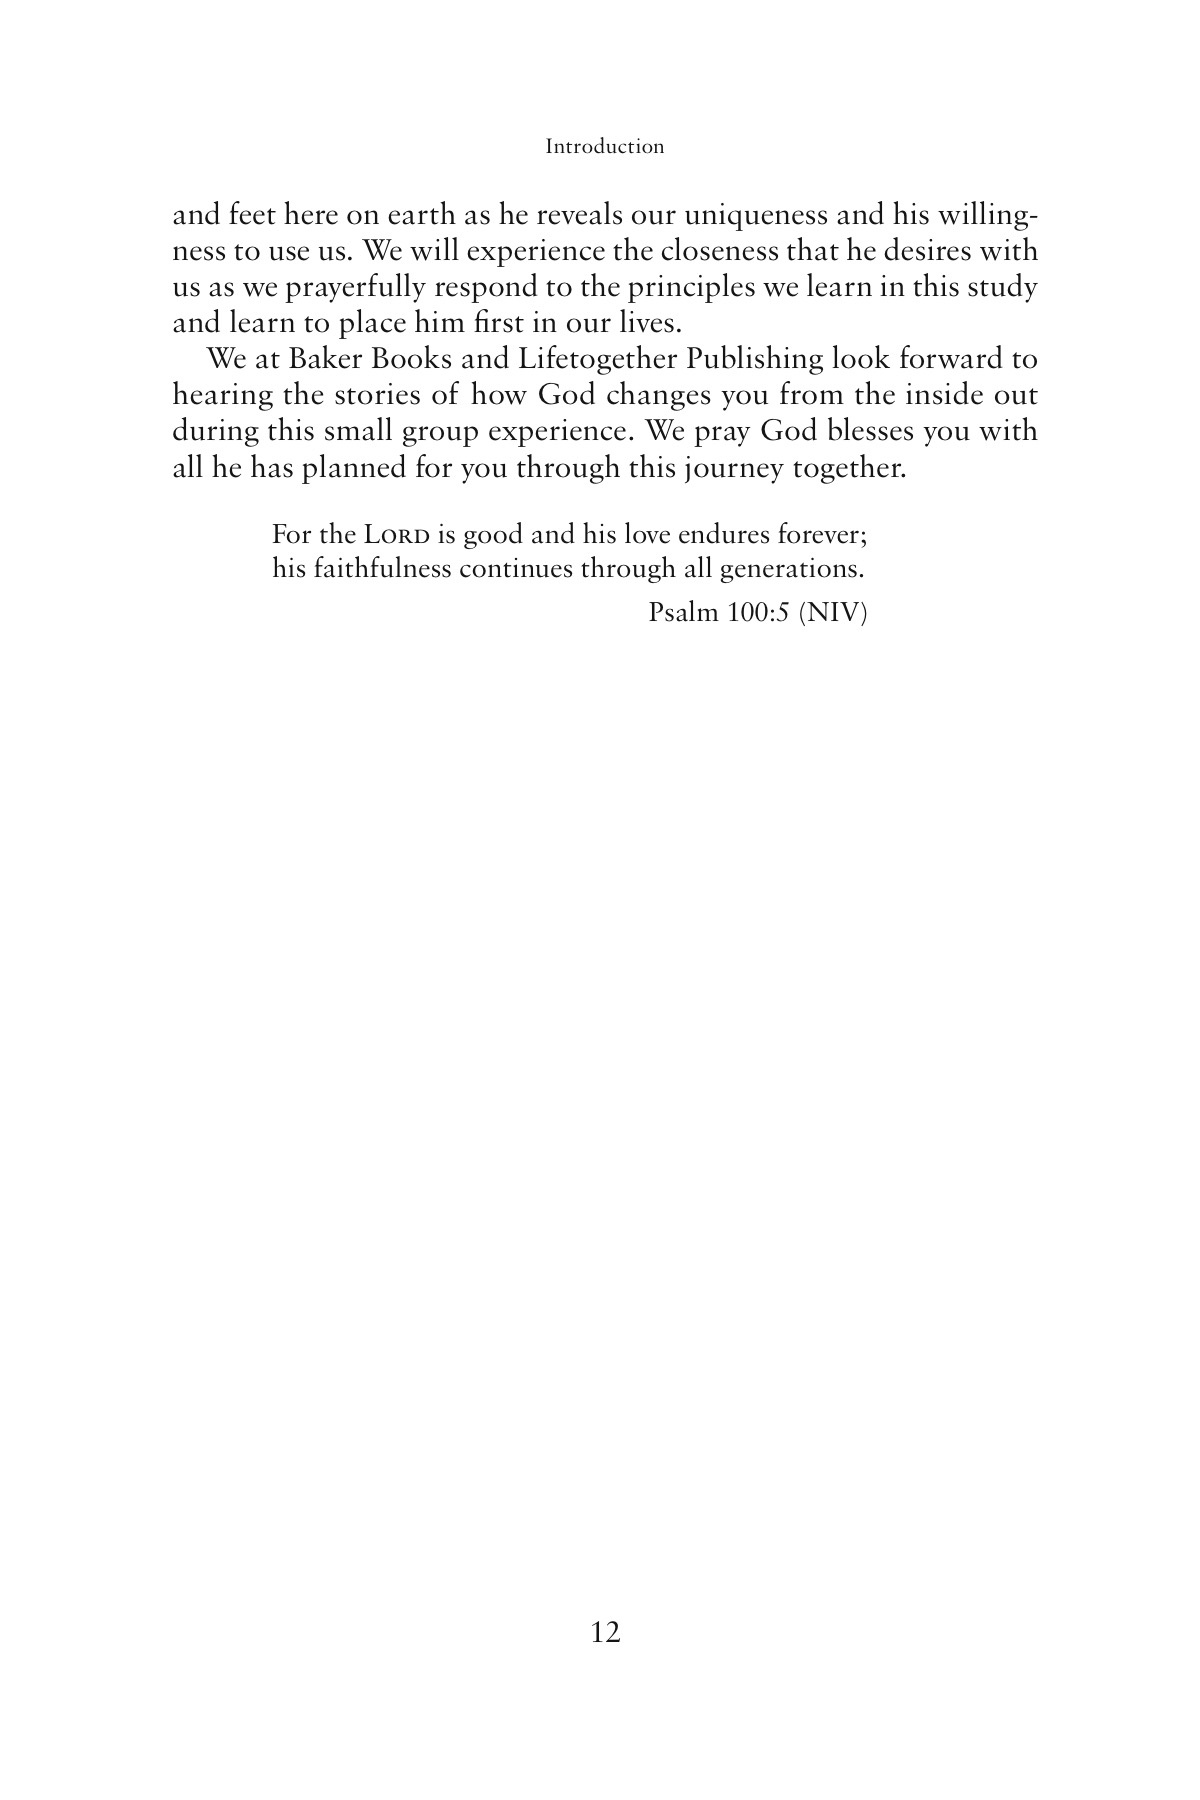 Introduction
and feet here on earth as he reveals our uniqueness and his willing-
ness to use us. We will experience the closeness that he desires with
us as we prayerfully respond to the principles we learn in this study
and learn to place him first in our lives.
We at Baker Books and Lifetogether Publishing look forward to
hearing the stories of how God changes you from the inside out
during this small group experience. We pray God blesses you with
all he has planned for you through this journey together.
For the LORD is good and his love endures forever;
his faithfulness continues through all generations.
Psalm 100:5 (NIV)
12